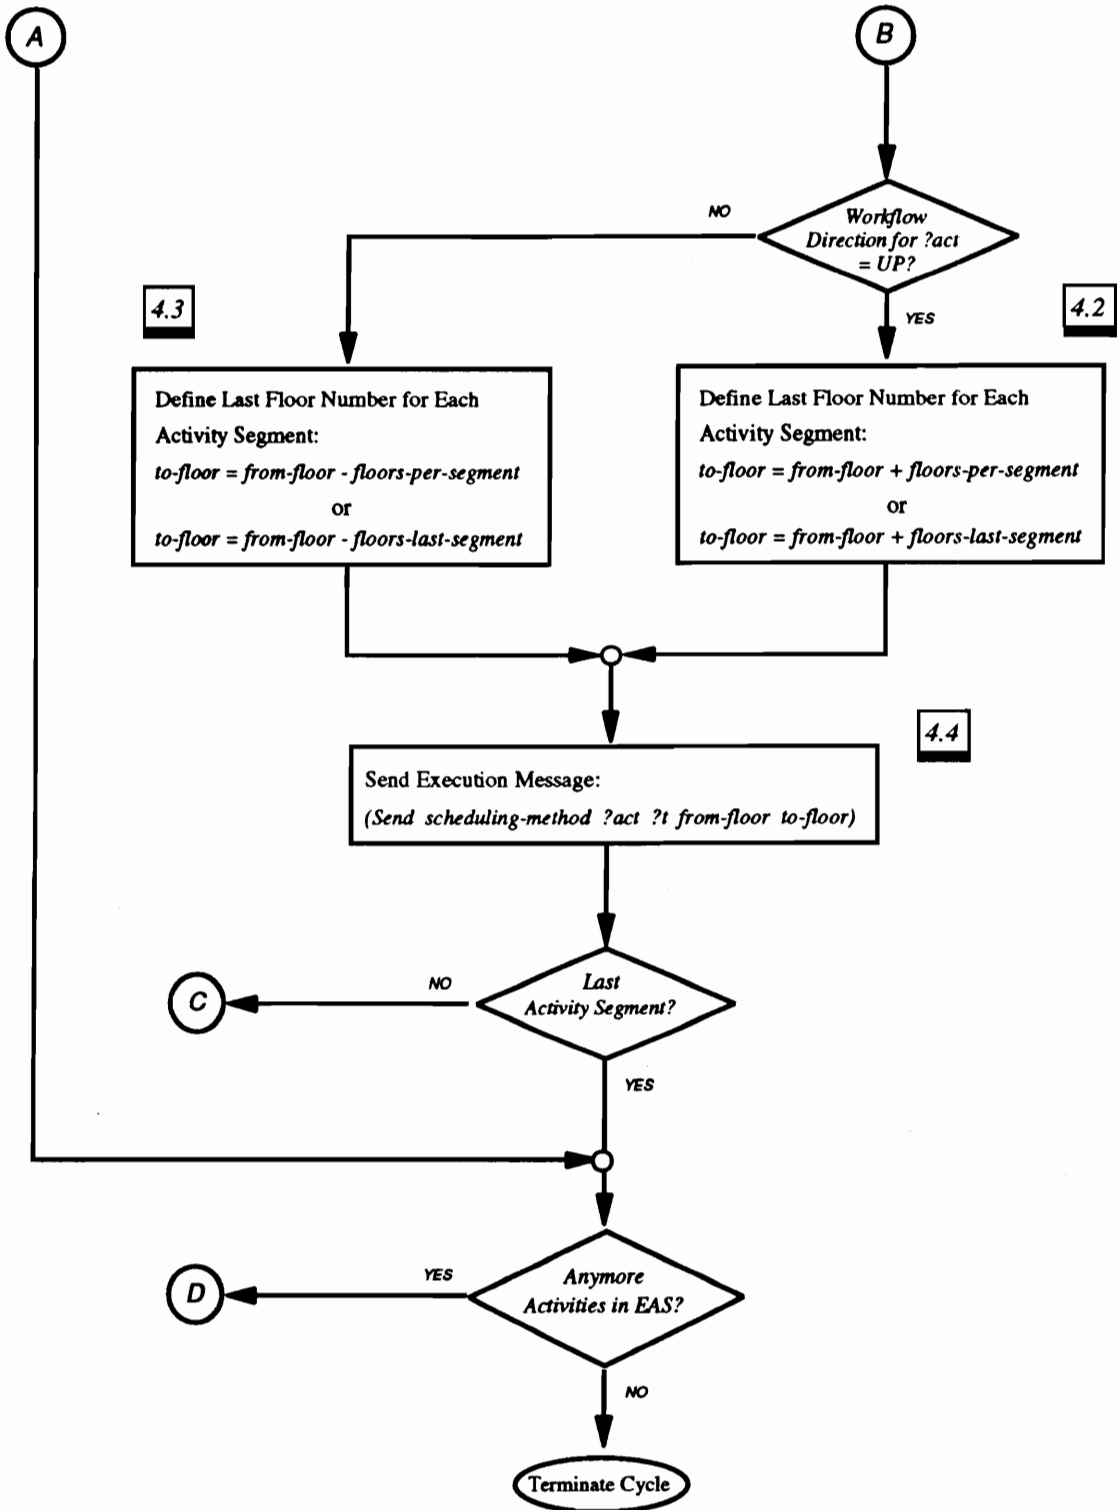 A
B
Workflow
Direction for ?act
= UP?
NO
YES
4.3
4.2
Define Last Floor Number for Each
Activity Segment:
to-floor = from-floor - floors-per-segment
or
to-floor = from-floor - floors-last-segment
Define Last Floor Number for Each
Activity Segment:
to-floor = from-floor + floors-per-segment
or
to-floor = from-floor + floors-last-segment
4.4
Send Execution Message:
(Send scheduling-method ?act ?t from-floor to-floor)
Last
Activity Segment?
NO
C
YES
Anymore
Activities in EAS?
YES
D
NO
Terminate Cycle